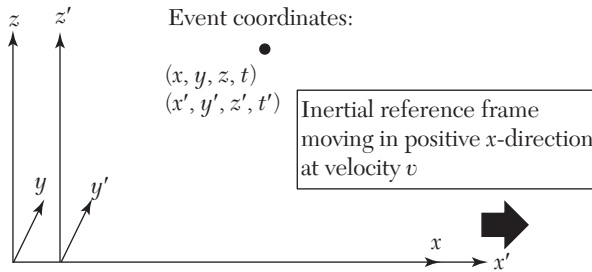 Event coordinates:
z z′
(x, y, z, t)
(x′, y′, z′, t′)
Inertial reference frame
moving in positive x-direction
at velocity v
y y′
x
x′